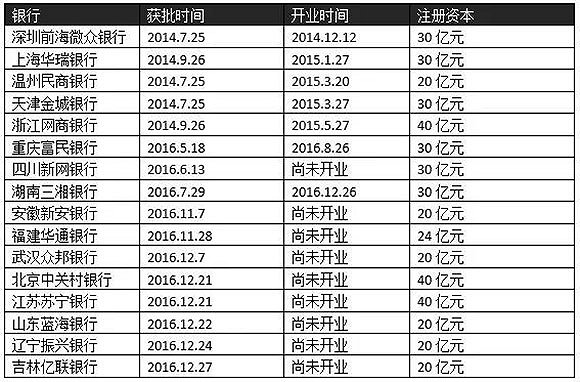 银行 获批时间 开业时间 注册资本
深圳前海微众银行 2014.7.25 2014.12.12 30 亿元
上海华瑞银行 2014.9.26 2015.1.27 30 亿元
温州民商银行 2014.7.25 2015.3.20 20 亿元
天津金城银行 2014.7.25 2015.3.27 30 亿元
浙江网商银行 2014.9.26 2015.5.27 40 亿元
重庆富民银行 2016.5.18 2016.8.26 30 亿元
四川新网银行 2016.6.13 尚未开业 30 亿元
湖南三湘银行 2016.7.29 2016.12.26 30 亿元
安徽新安银行 2016.11.7 尚未开业 20 亿元
福建华通银行 2016.11.28 尚未开业 24 亿元
武汉众邦银行 2016.12.7 尚未开业 20 亿元
北京中关村银行 2016.12.21 尚未开业 40 亿元
江苏苏宁银行 2016.12.21 尚未开业 40 亿元
山东蓝海银行 2016.12.22 尚未开业 20 亿元
辽宁振兴银行 2016.12.24 尚未开业 20 亿元
吉林亿联银行 2016.12.27 尚未开业 20 亿元